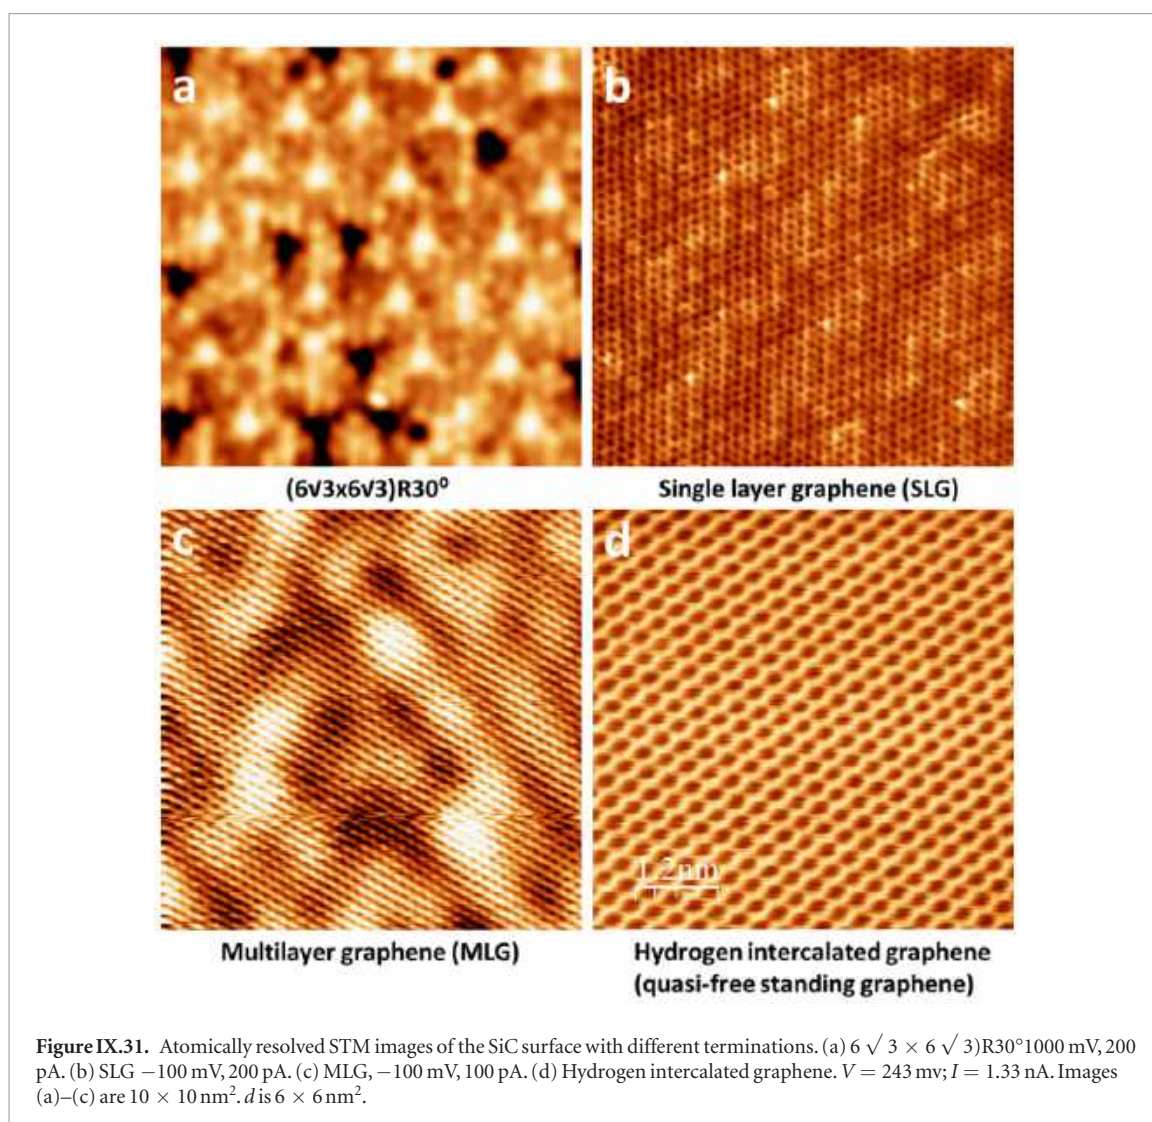 a
b
(6√3x6√3)R30⁰
Single layer graphene (SLG)
c
d
1.2nm
Multilayer graphene (MLG)
Hydrogen intercalated graphene
(quasi-free standing graphene)
Figure IX.31. Atomically resolved STM images of the SiC surface with different terminations. (a) 6 √ 3 × 6 √ 3)R30°1000 mV, 200
pA. (b) SLG −100 mV, 200 pA. (c) MLG, −100 mV, 100 pA. (d) Hydrogen intercalated graphene. V = 243 mv; I = 1.33 nA. Images
(a)–(c) are 10 × 10 nm². d is 6 × 6 nm².